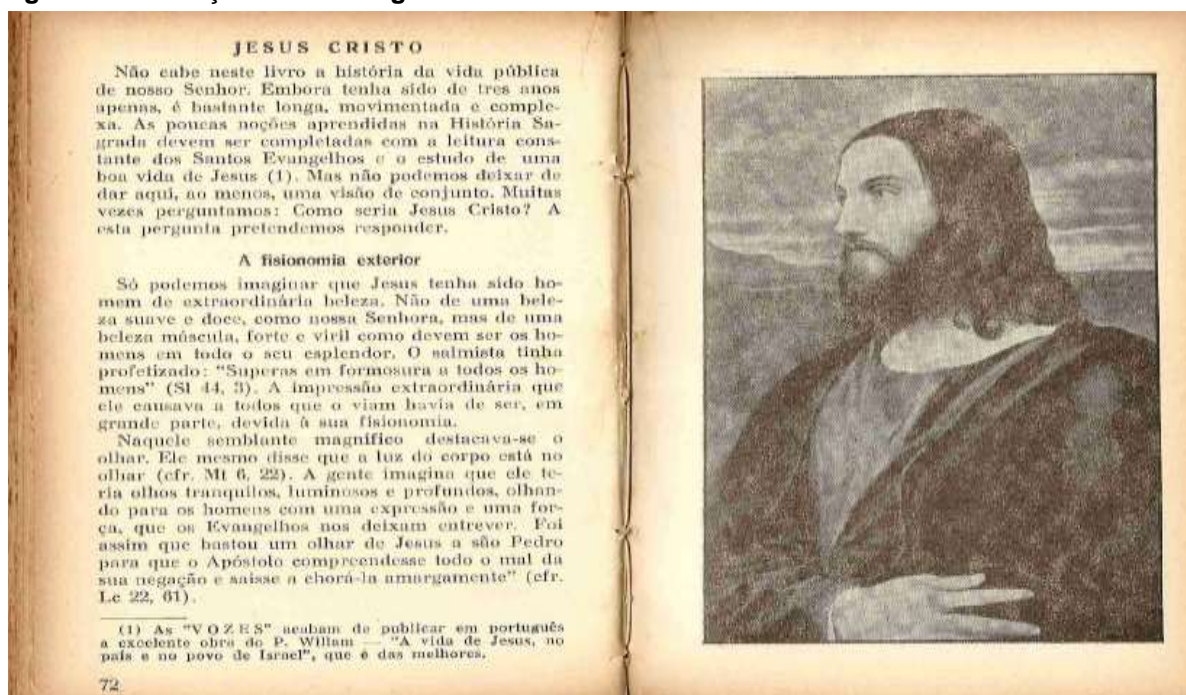 JESUS CRISTO
Não cabe neste livro a história da vida pública
de nosso Senhor. Embora tenha sido de tres anos
apenas, é bastante longa, movimentada e comple-
xa. As poucas noções aprendidas na História Sa-
grada devem ser completadas com a leitura cons-
tante dos Santos Evangelhos e o estudo de uma
boa vida de Jesus (1). Mas não podemos deixar de
dar aqui, ao menos, uma visão de conjunto. Muitas
vezes perguntamos: Como seria Jesus Cristo? A
esta pergunta pretendemos responder.
A fisionomia exterior
Só podemos imaginar que Jesus tenha sido ho-
mem de extraordinária beleza. Não de uma bele-
za suave e doce, como nossa Senhora, mas de uma
beleza máscula, forte e viril como devem ser os ho-
mens em todo o seu esplendor. O salmista tinha
profetizado: "Superas em formosura a todos os ho-
mens" (Sl 44, 3). A impressão extraordinária que
ele causava a todos que o viam havia de ser, em
grande parte, devida à sua fisionomia.
Naquele semblante magnífico destacava-se o
olhar. Ele mesmo disse que a luz do corpo está no
olhar (cfr. Mt 6, 22). A gente imagina que ele te-
ria olhos tranquilos, luminosos e profundos, olhan-
do para os homens com uma expressão e uma for-
ça, que os Evangelhos nos deixam entrever. Foi
assim que bastou um olhar de Jesus a são Pedro
para que o Apóstolo compreendesse todo o mal da
sua negação e saisse a chorá-la amargamente" (cfr.
Lc 22, 61).
(1) As "VOZES" acabam de publicar em português
a excelente obra do P. Willam — "A vida de Jesus, no
país e no povo de Israel", que é das melhores.
72